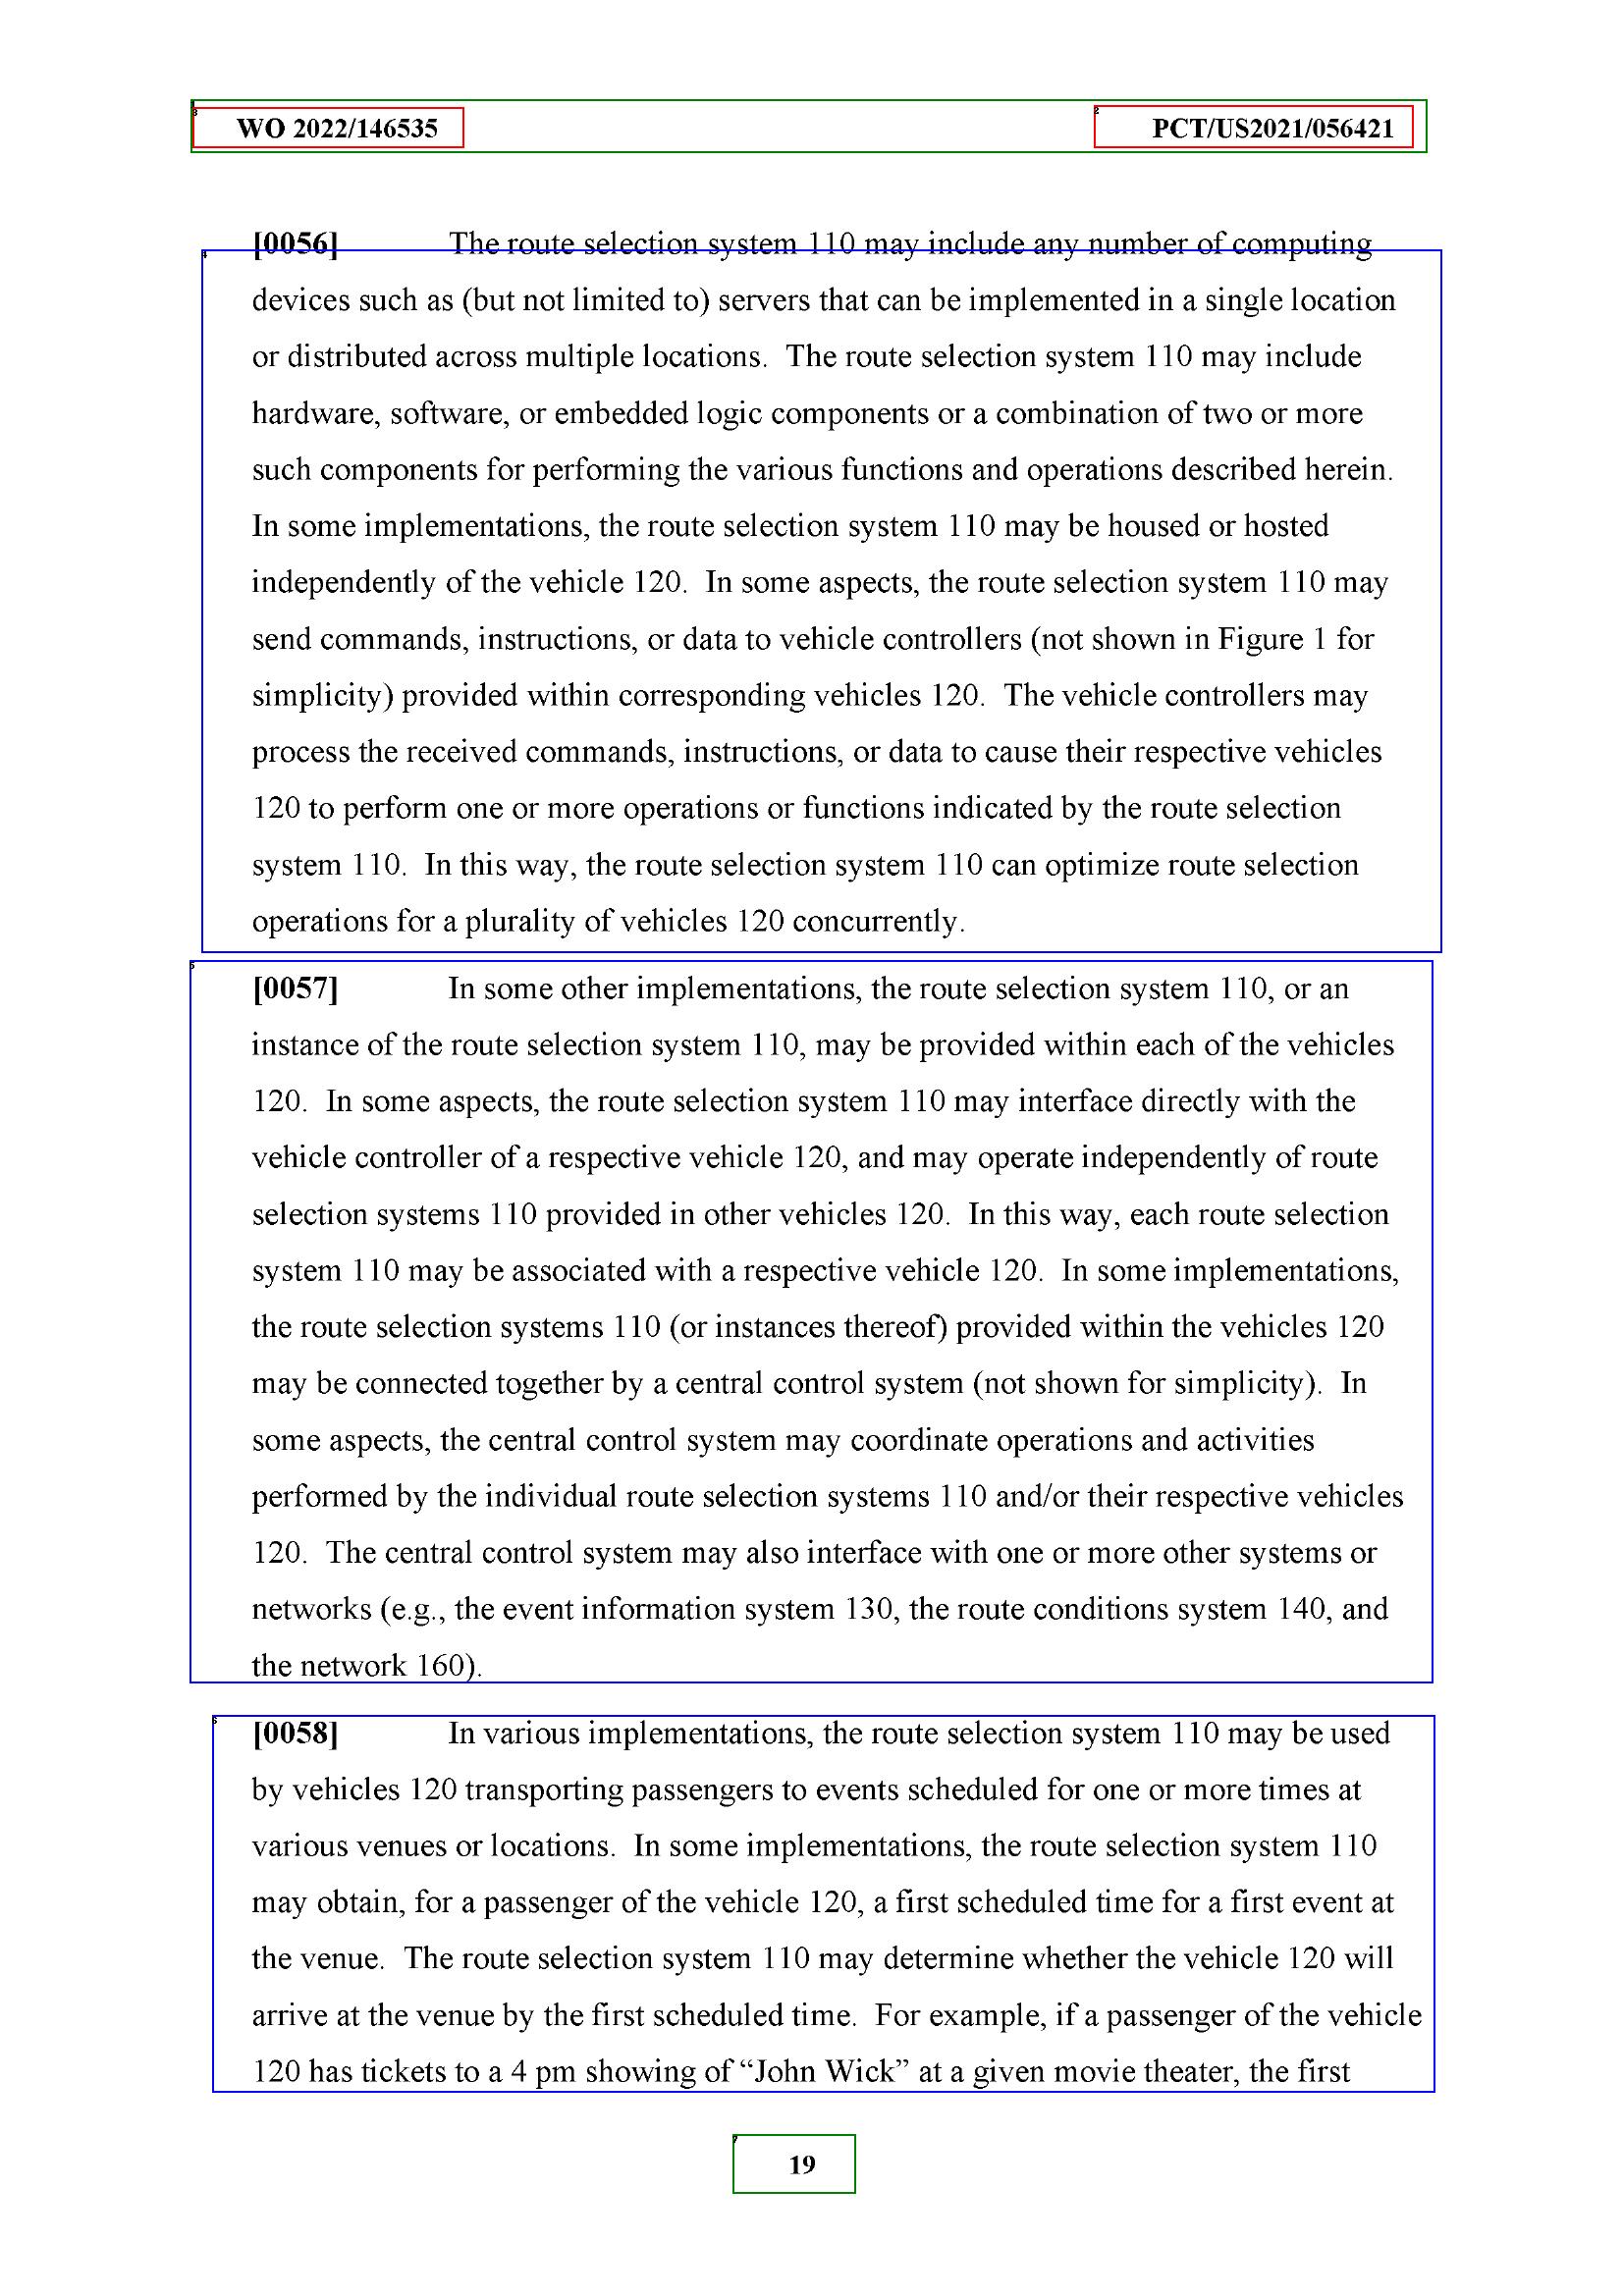 WO 2022/146535 PCT/US2021/056421
[0056] The route selection system 110 may include any number of computing
devices such as (but not limited to) servers that can be implemented in a single location
or distributed across multiple locations. The route selection system 110 may include
hardware, software, or embedded logic components or a combination of two or more
such components for performing the various functions and operations described herein.
In some implementations, the route selection system 110 may be housed or hosted
independently of the vehicle 120. In some aspects, the route selection system 110 may
send commands, instructions, or data to vehicle controllers (not shown in Figure 1 for
simplicity) provided within corresponding vehicles 120. The vehicle controllers may
process the received commands, instructions, or data to cause their respective vehicles
120 to perform one or more operations or functions indicated by the route selection
system 110. In this way, the route selection system 110 can optimize route selection
operations for a plurality of vehicles 120 concurrently.
[0057] In some other implementations, the route selection system 110, or an
instance of the route selection system 110, may be provided within each of the vehicles
120. In some aspects, the route selection system 110 may interface directly with the
vehicle controller of a respective vehicle 120, and may operate independently of route
selection systems 110 provided in other vehicles 120. In this way, each route selection
system 110 may be associated with a respective vehicle 120. In some implementations,
the route selection systems 110 (or instances thereof) provided within the vehicles 120
may be connected together by a central control system (not shown for simplicity). In
some aspects, the central control system may coordinate operations and activities
performed by the individual route selection systems 110 and/or their respective vehicles
120. The central control system may also interface with one or more other systems or
networks (e.g., the event information system 130, the route conditions system 140, and
the network 160).
[0058] In various implementations, the route selection system 110 may be used
by vehicles 120 transporting passengers to events scheduled for one or more times at
various venues or locations. In some implementations, the route selection system 110
may obtain, for a passenger of the vehicle 120, a first scheduled time for a first event at
the venue. The route selection system 110 may determine whether the vehicle 120 will
arrive at the venue by the first scheduled time. For example, if a passenger of the vehicle
120 has tickets to a 4 pm showing of “John Wick” at a given movie theater, the first
19